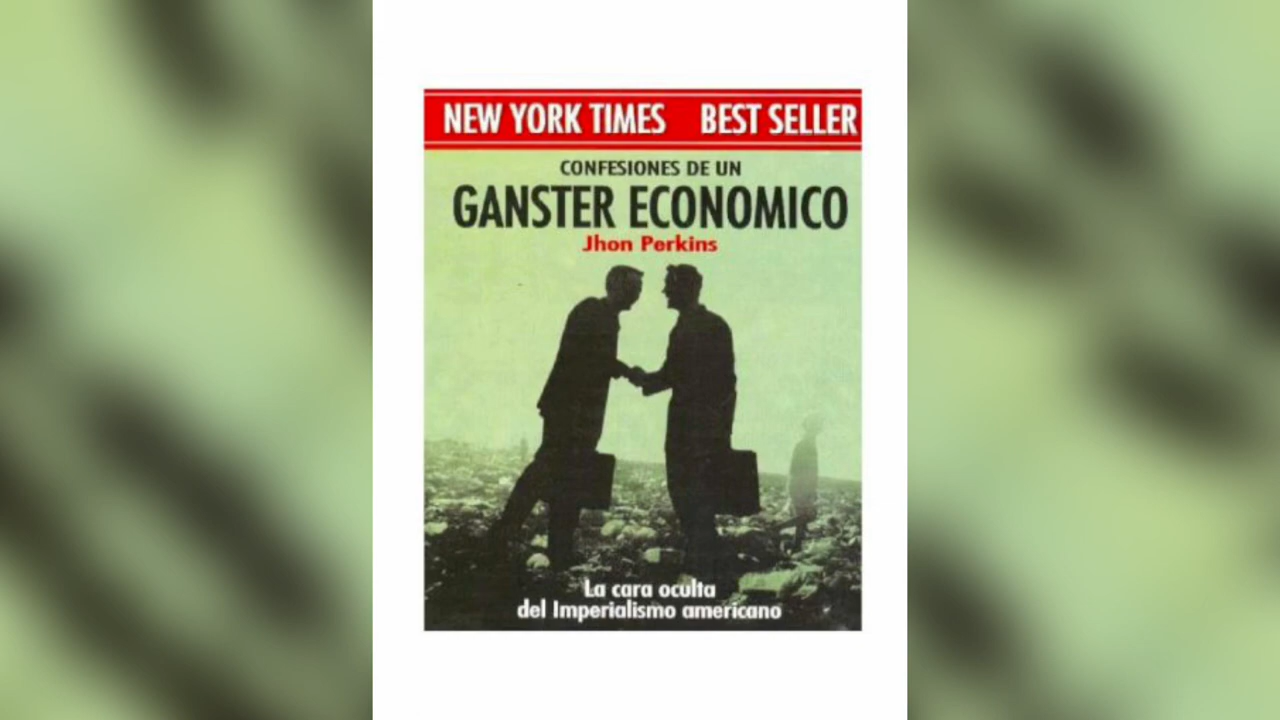 NEW YORK TIMES BEST SELLER
CONFESIONES DE UN
GANSTER ECONOMICO
Jhon Perkins
La cara oculta
del Imperialismo americano